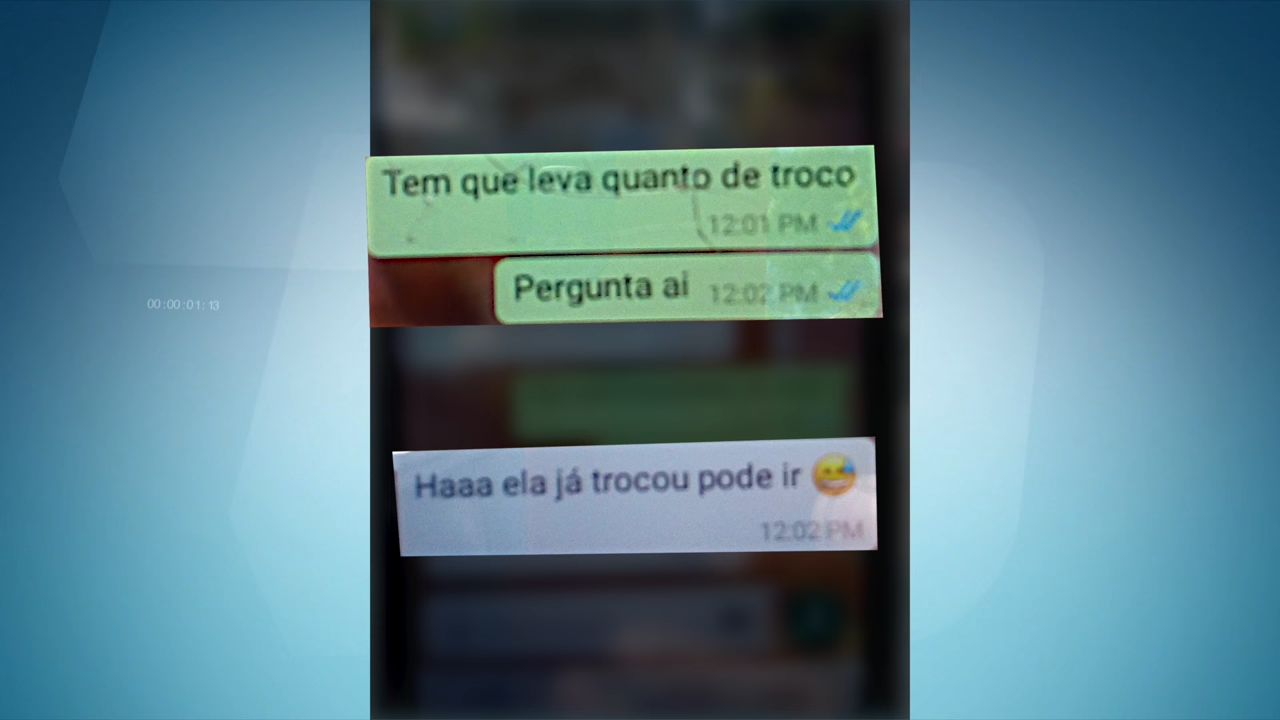 Tem que leva quanto de troco
12:01 PM
Pergunta ai 12:02 PM
00:00:01:13
Haaa ela já trocou pode ir 😅
12:02 PM